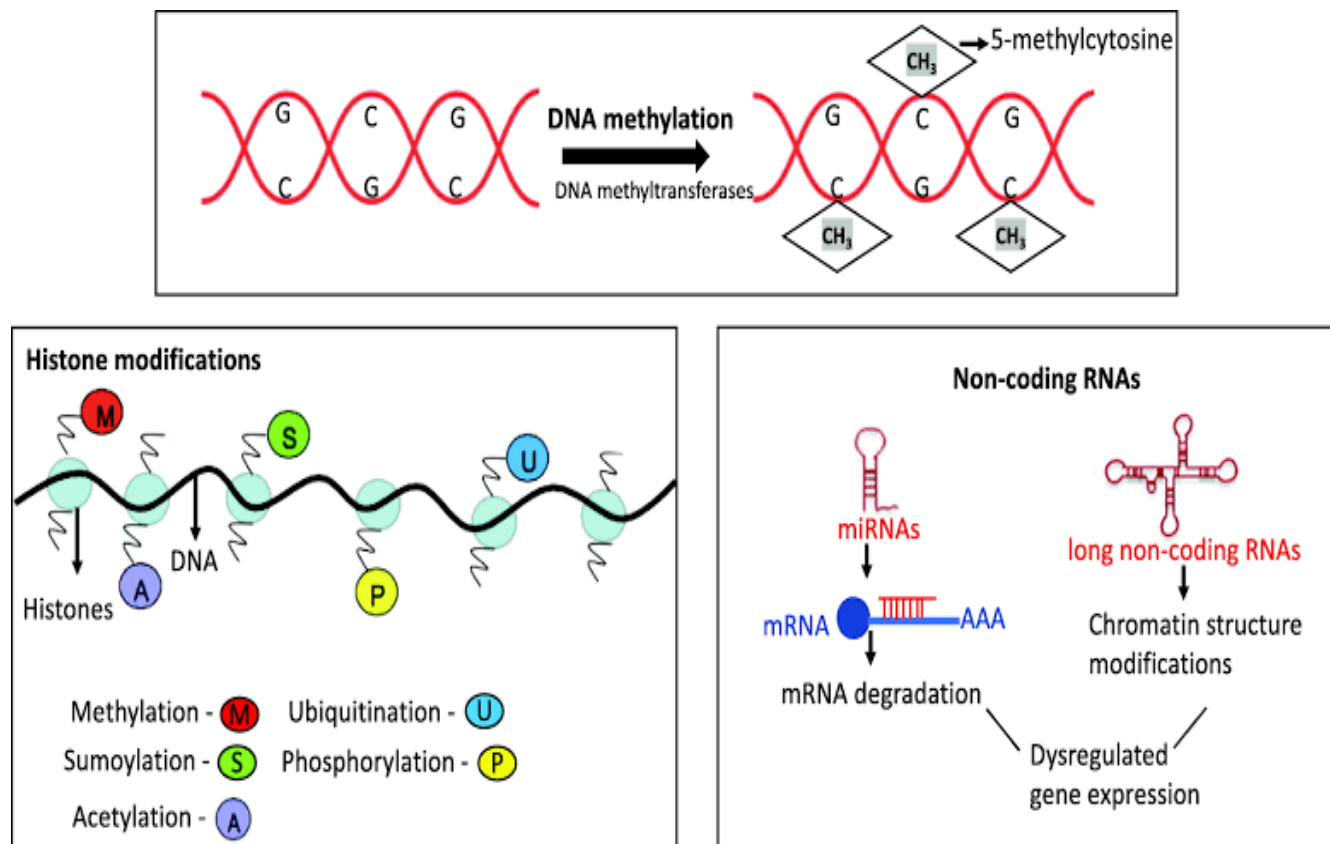 CH₃ 5-methylcytosine
G C G
C G C
DNA methylation
DNA methyltransferases
G C G
C G C
CH₃ CH₃
Histone modifications
M
S
U
A
P
DNA
Histones
Methylation - M
Ubiquitination - U
Sumoylation - S
Phosphorylation - P
Acetylation - A
Non-coding RNAs
miRNAs
mRNA AAA
mRNA degradation
long non-coding RNAs
Chromatin structure
modifications
Dysregulated
gene expression